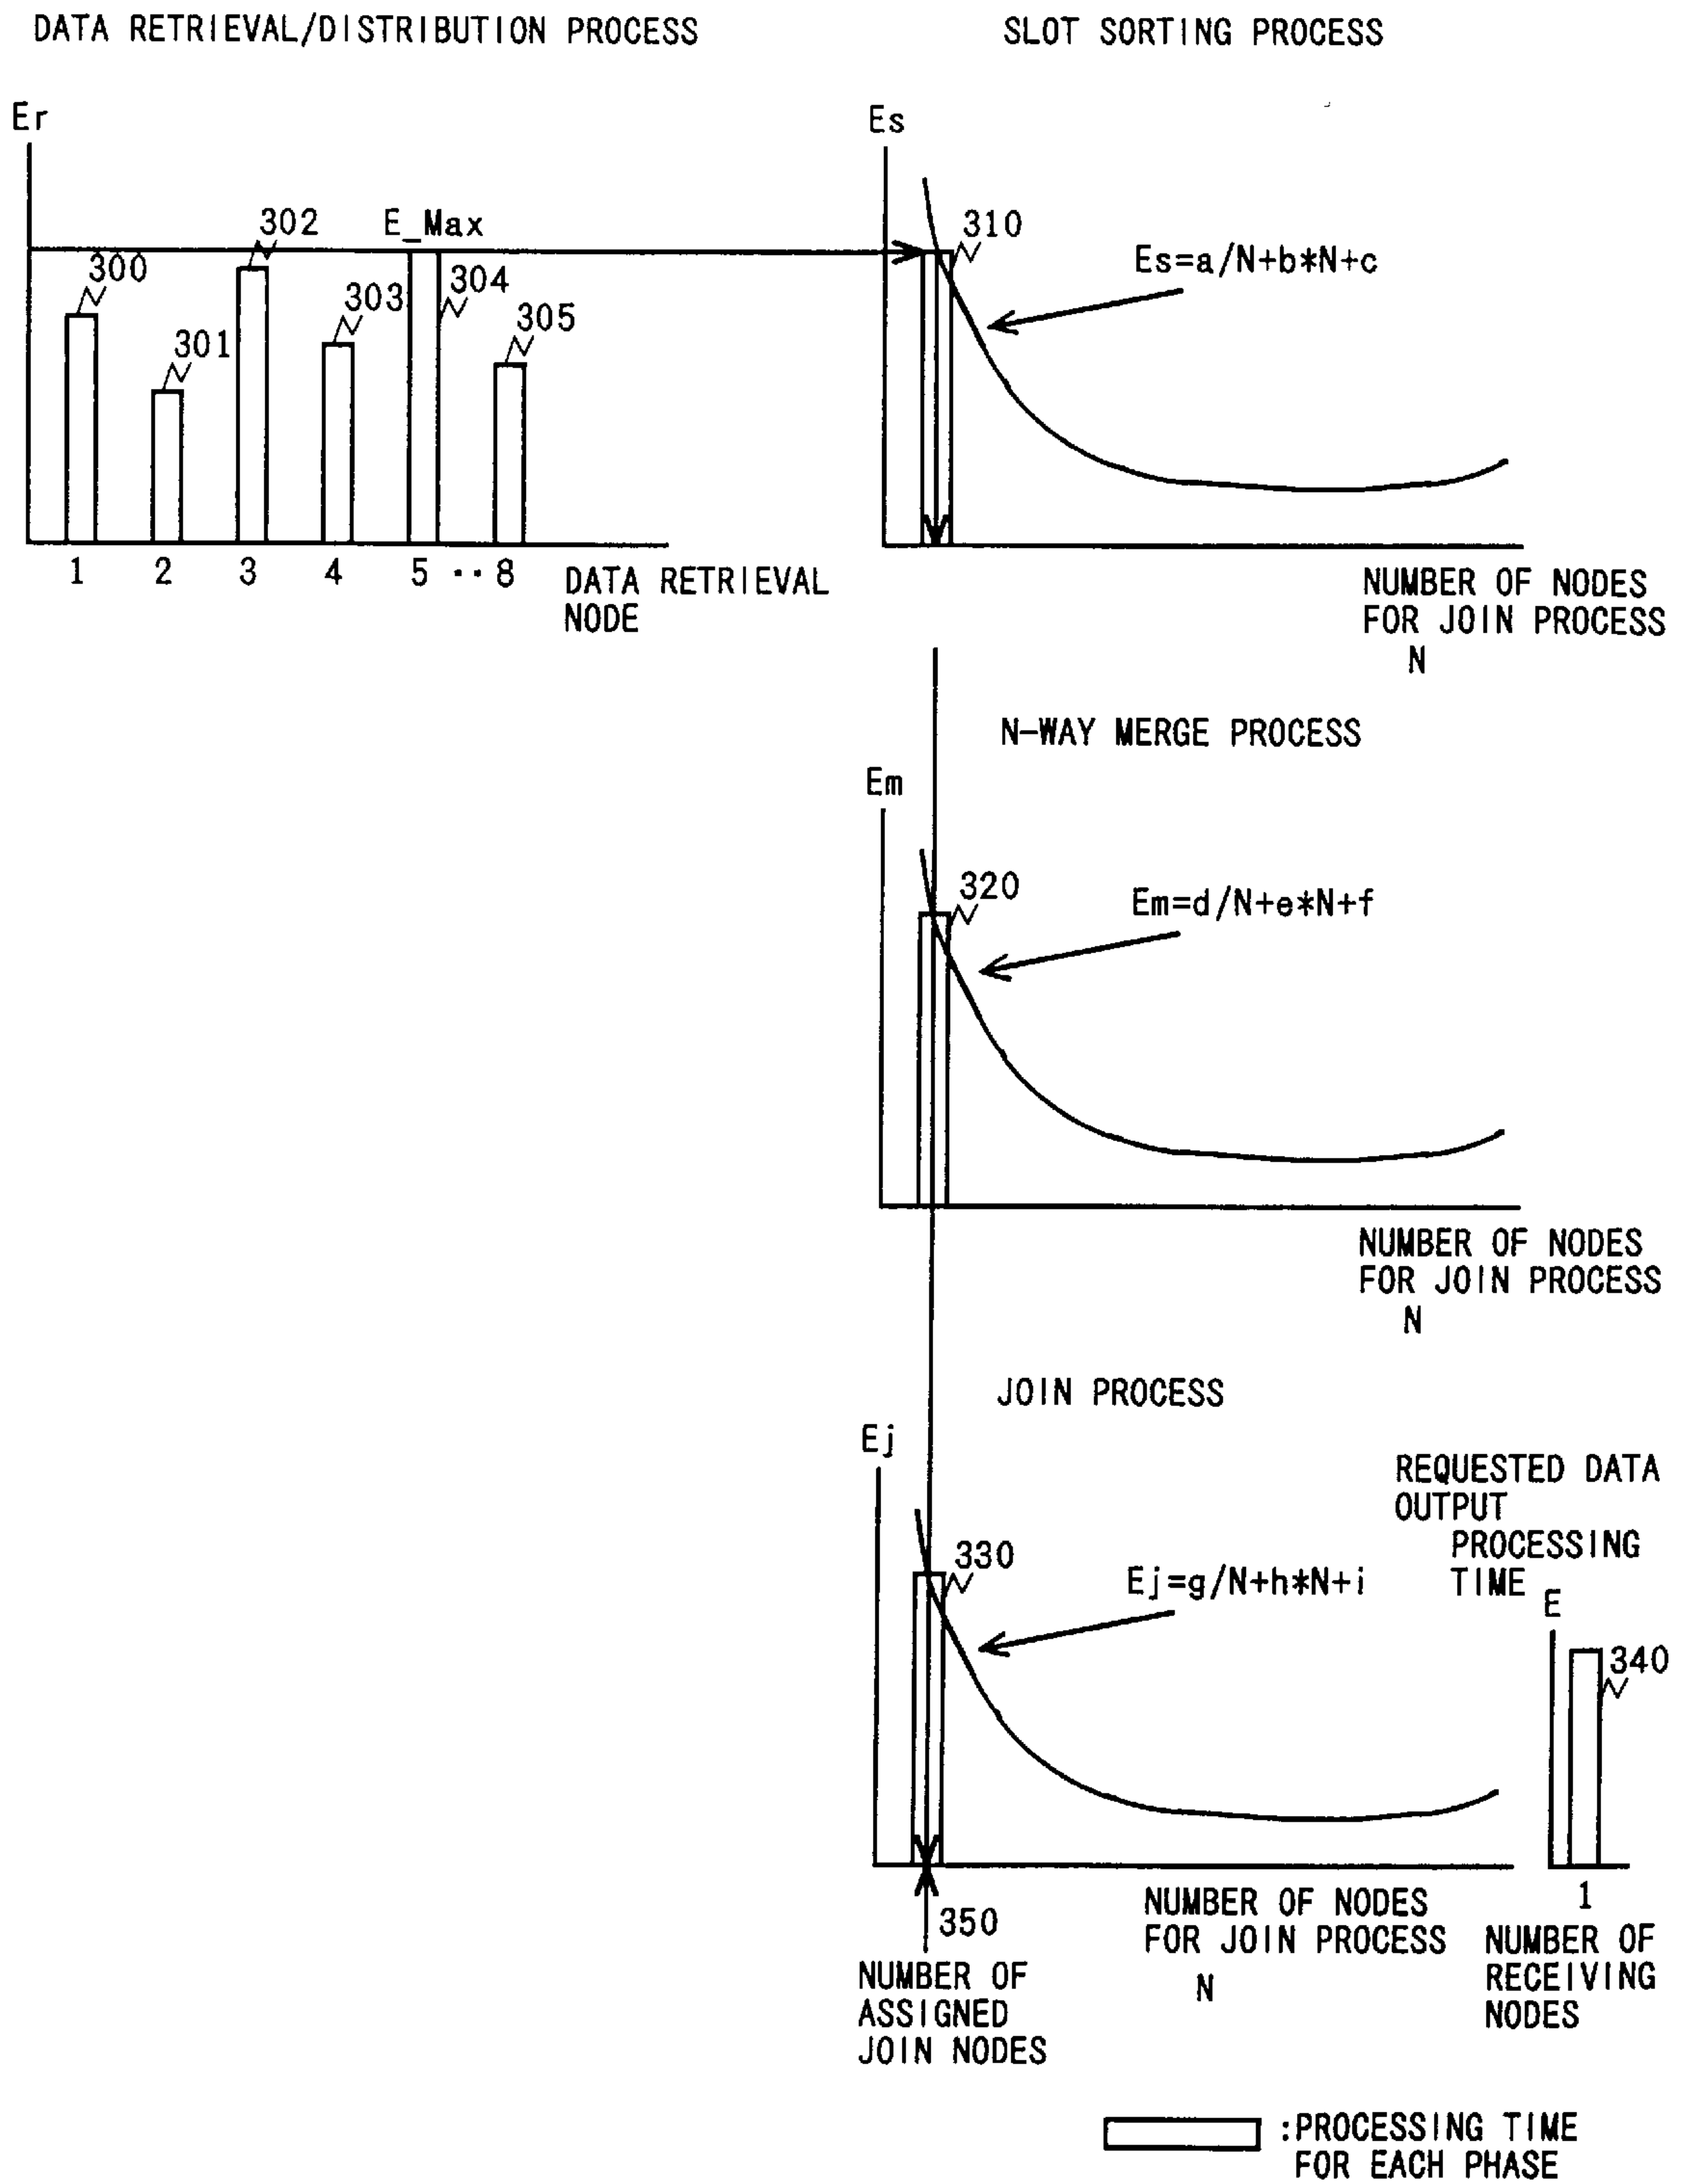 DATA RETRIEVAL/DISTRIBUTION PROCESS
SLOT SORTING PROCESS
Er
Es
302
E_Max
310
300
304
Es=a/N+b*N+c
303
305
301
1 2 3 4 5 ·· 8
DATA RETRIEVAL
NODE
NUMBER OF NODES
FOR JOIN PROCESS
N
N-WAY MERGE PROCESS
Em
320
Em=d/N+e*N+f
NUMBER OF NODES
FOR JOIN PROCESS
N
JOIN PROCESS
Ej
REQUESTED DATA
OUTPUT
PROCESSING
TIME
330
Ej=g/N+h*N+i
E
340
350
NUMBER OF
ASSIGNED
JOIN NODES
NUMBER OF NODES
FOR JOIN PROCESS
N
1
NUMBER OF
RECEIVING
NODES
:PROCESSING TIME
FOR EACH PHASE